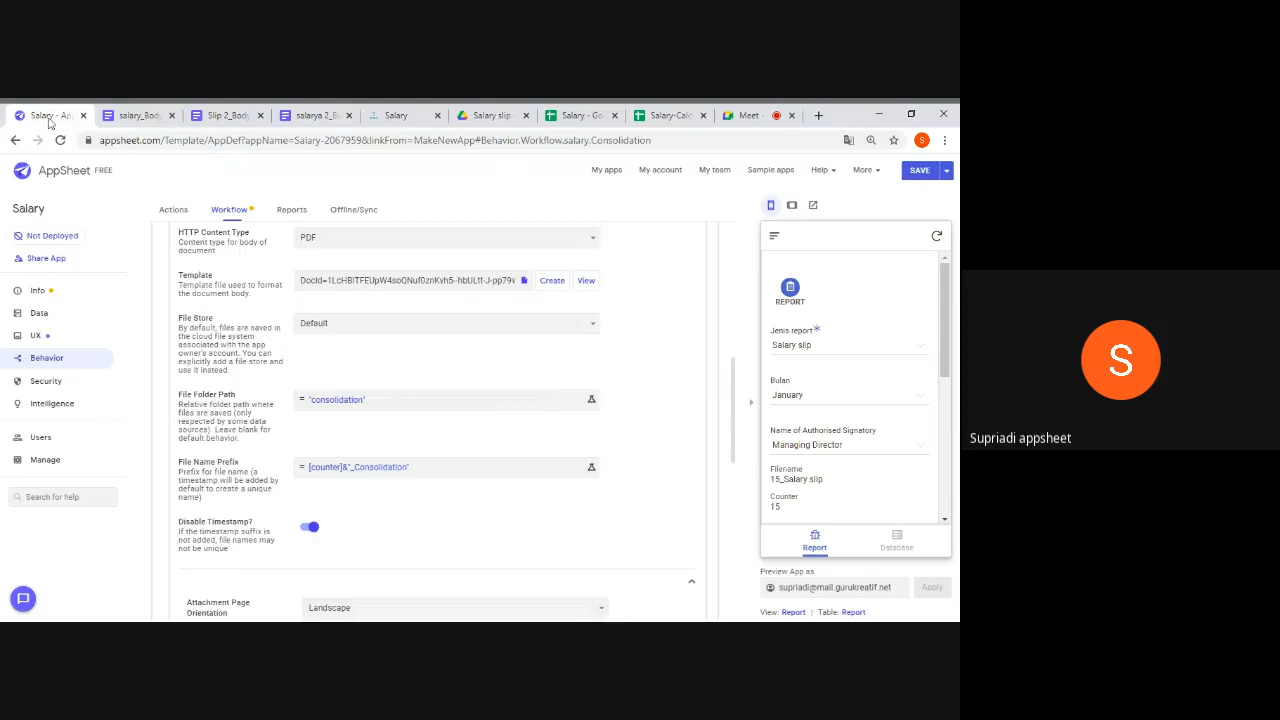 Salary - Ap
salary_Body
Slip 2_Body
salarya 2_B
Salary
Salary slip
Salary - Go
Salary-Calc
Meet -
appsheet.com/Template/AppDef?appName=Salary-2067959&linkFrom=MakeNewApp#Behavior.Workflow.salary.Consolidation
S
AppSheet FREE
My apps
My account
My team
Sample apps
Help
More
SAVE
Salary
Not Deployed
Share App
Info
Data
UX
Behavior
Security
Intelligence
Users
Manage
Search for help
Actions
Workflow
Reports
Offline/Sync
HTTP Content Type
Content type for body of
document
PDF
Template
Template file used to format
the document body.
Create
View
File Store
By default, files are saved in
the cloud file system
associated with the app
owner's account. You can
explicitly add a file store and
use it instead.
Default
File Folder Path
Relative folder path where
files are saved (only
respected by some data
sources). Leave blank for
default behavior.
= "consolidation"
File Name Prefix
Prefix for file name (a
timestamp will be added by
default to create a unique
name)
= [counter]&"_Consolidation"
Disable Timestamp?
If the timestamp suffix is
not added, file names may
not be unique
Attachment Page
Orientation
Landscape
REPORT
Jenis report*
Salary slip
Bulan
January
Name of Authorised Signatory
Managing Director
Filename
15_Salary slip
Counter
15
Report
Database
Preview App as
supriadi@mail.gurukreatif.net
Apply
View: Report | Table: Report
S
Supriadi appsheet